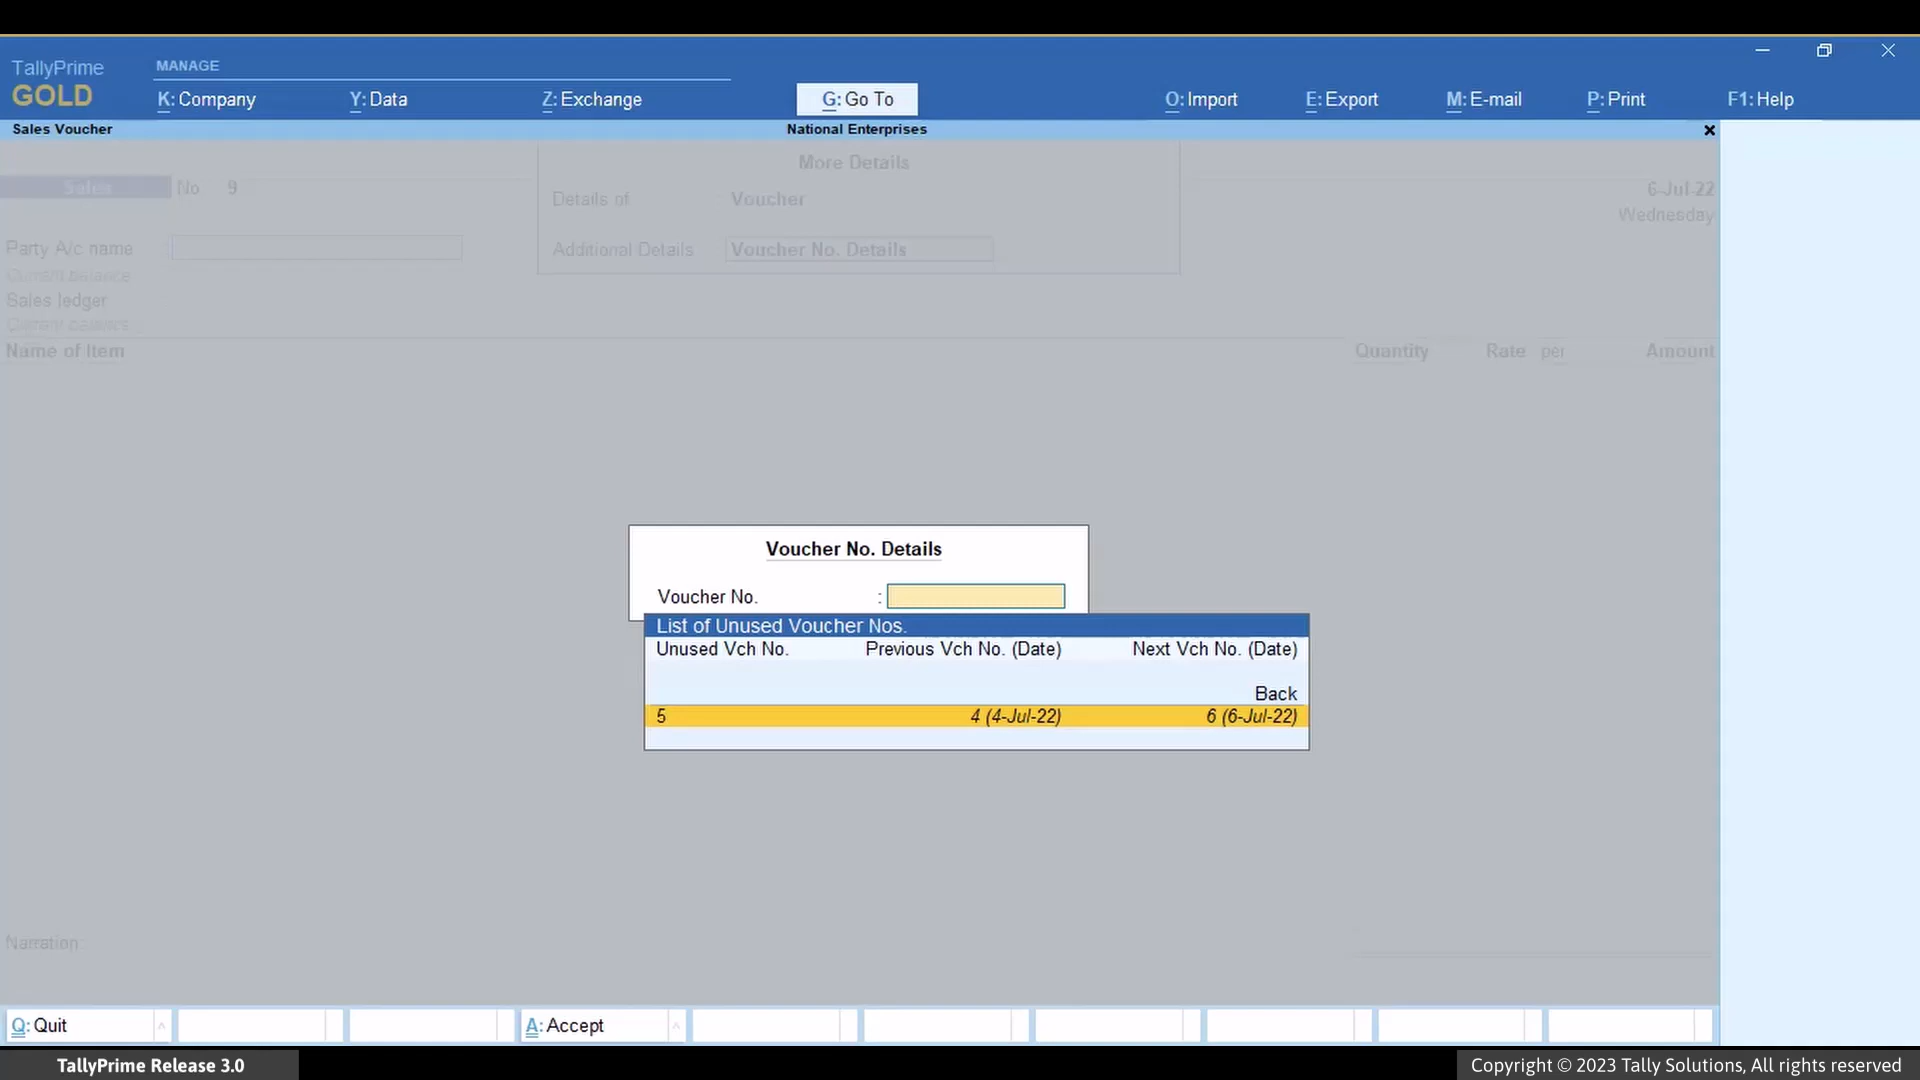 TallyPrime
GOLD
MANAGE
K: Company
Y: Data
Z: Exchange
G: Go To
O: Import
E: Export
M: E-mail
P: Print
F1: Help
Sales Voucher
National Enterprises
More Details
Sales
No
9
Details of
Voucher
6-Jul-22
Wednesday
Party A/c name
Additional Details
Voucher No. Details
Current balance
Sales ledger
Current balance
Name of Item
Quantity
Rate
per
Amount
Voucher No. Details
Voucher No.
:
List of Unused Voucher Nos.
Unused Vch No.
Previous Vch No. (Date)
Next Vch No. (Date)
Back
5
4 (4-Jul-22)
6 (6-Jul-22)
Narration:
Q: Quit
A: Accept
TallyPrime Release 3.0
Copyright © 2023 Tally Solutions, All rights reserved